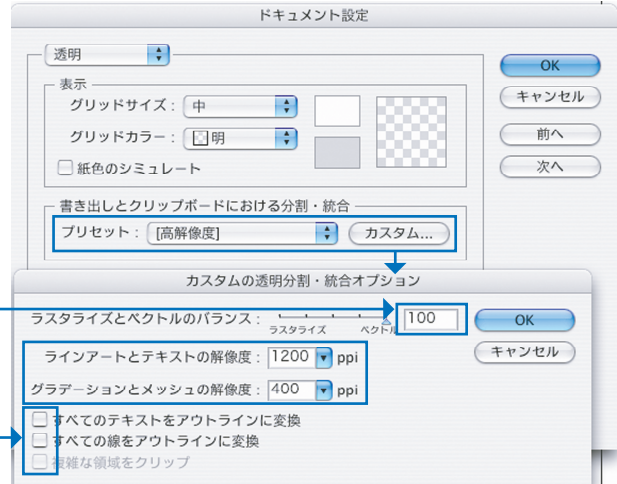 ドキュメント設定
透明
OK
表示
グリッドサイズ： 中
キャンセル
グリッドカラー： 明
前へ
紙色のシミュレート
次へ
書き出しとクリップボードにおける分割・統合
プリセット： [高解像度] カスタム...
カスタムの透明分割・統合オプション
ラスタライズとベクトルのバランス： 100 OK
ラスタライズ ベクトル
ラインアートとテキストの解像度： 1200 ppi キャンセル
グラデーションとメッシュの解像度： 400 ppi
すべてのテキストをアウトラインに変換
すべての線をアウトラインに変換
複雑な領域をクリップ